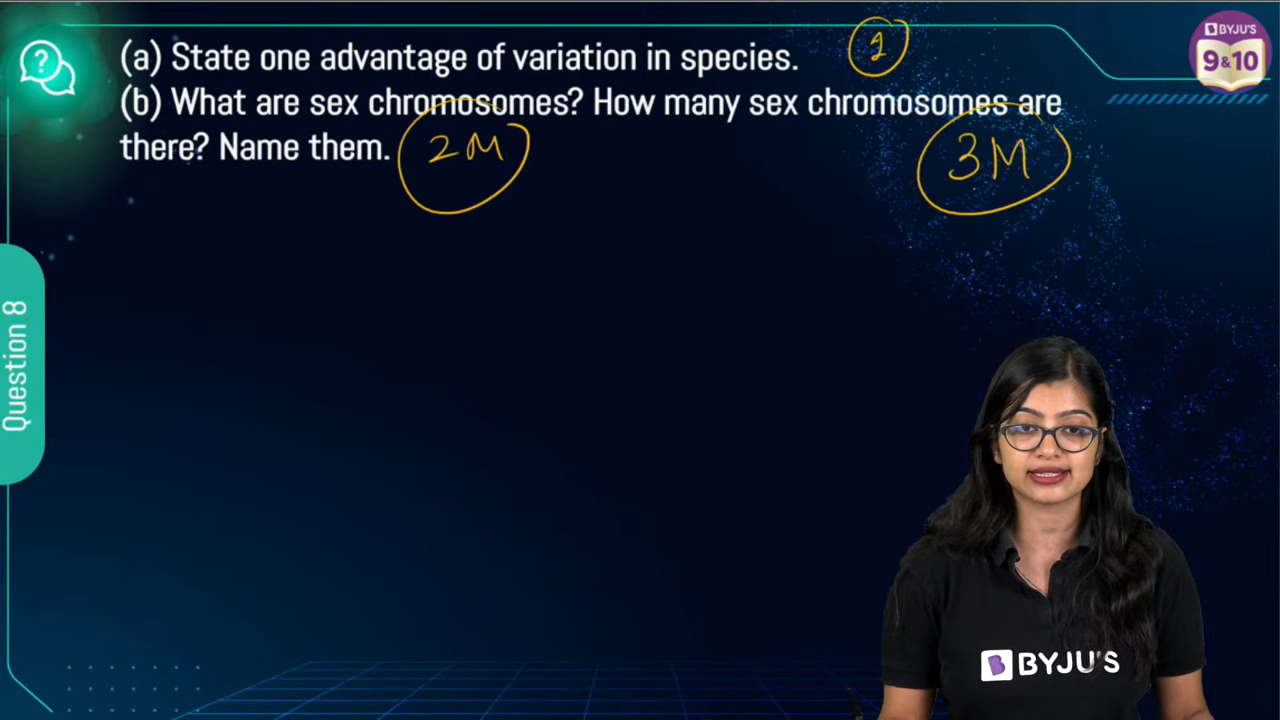 (a) State one advantage of variation in species.
1
(b) What are sex chromosomes? How many sex chromosomes are
there? Name them.
2M
3M
BYJU'S
9&10
Question 8
BYJU'S